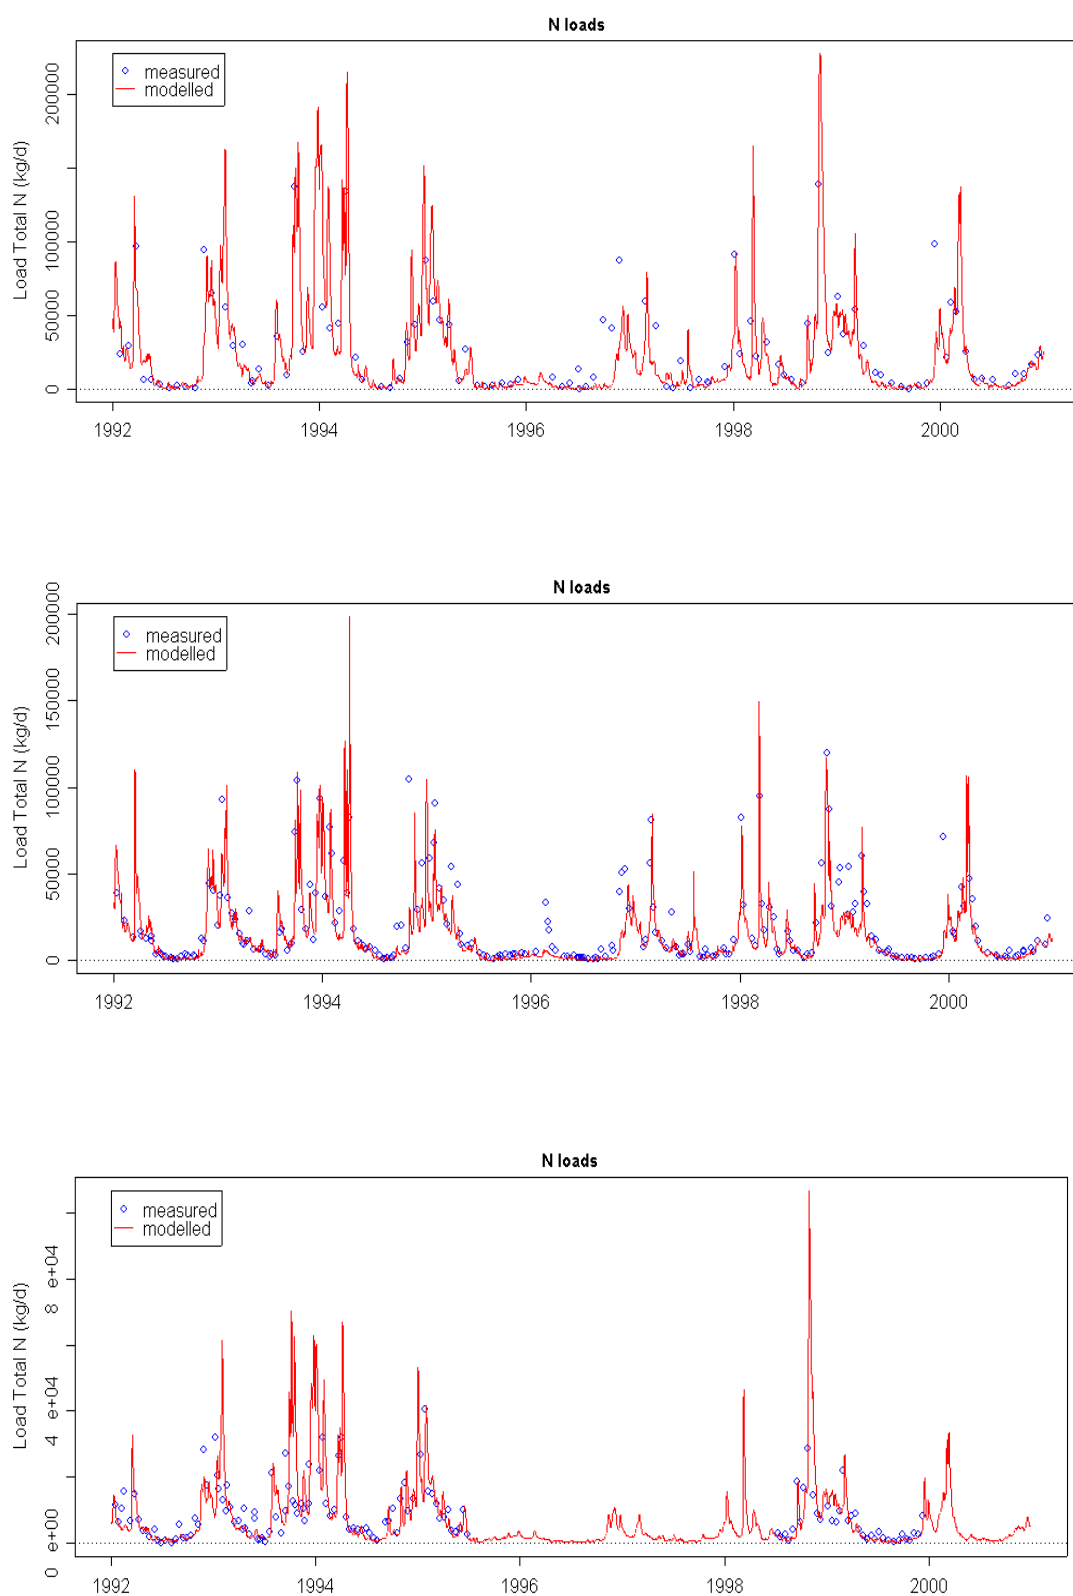 N loads
measured
modelled
Load Total N (kg/d)
0
50000
100000
200000
1992
1994
1996
1998
2000
N loads
measured
modelled
Load Total N (kg/d)
0
50000
100000
150000
200000
1992
1994
1996
1998
2000
N loads
measured
modelled
Load Total N (kg/d)
0 e+00
4 e+04
8 e+04
1992
1994
1996
1998
2000